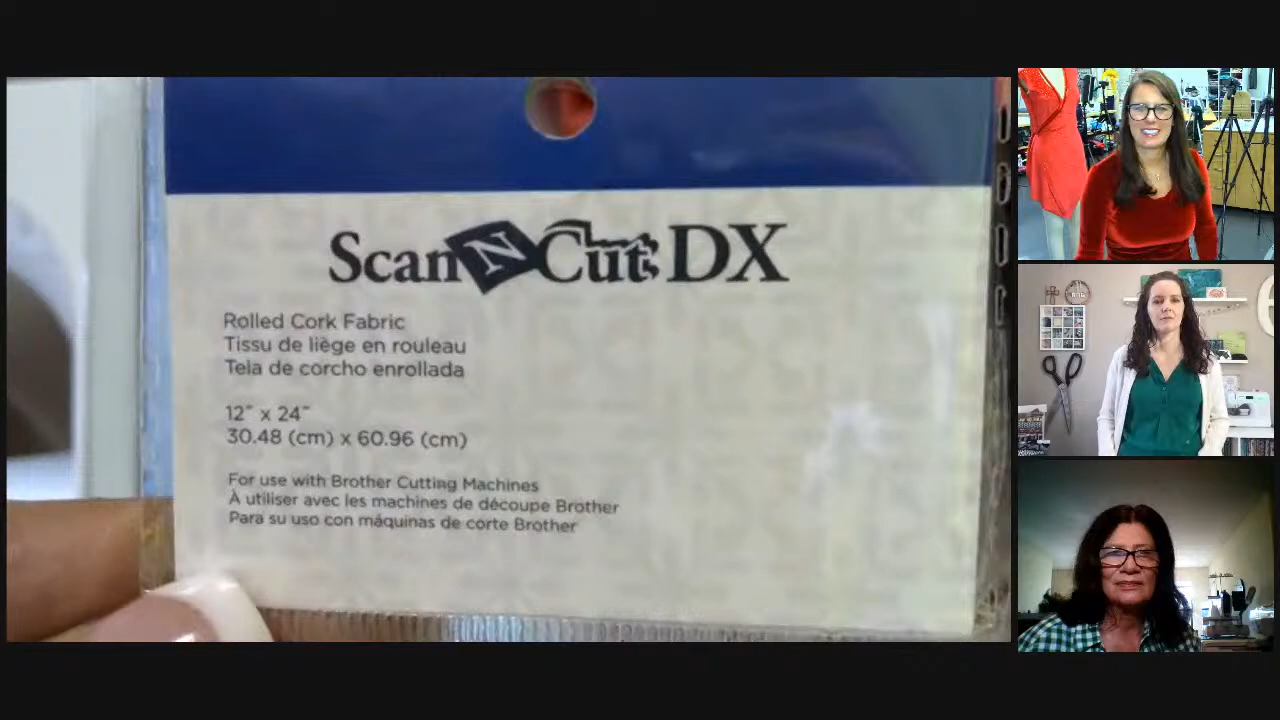 ScanNCut DX
Rolled Cork Fabric
Tissu de liège en rouleau
Tela de corcho enrollada
12" x 24"
30.48 (cm) x 60.96 (cm)
For use with Brother Cutting Machines
À utiliser avec les machines de découpe Brother
Para su uso con máquinas de corte Brother